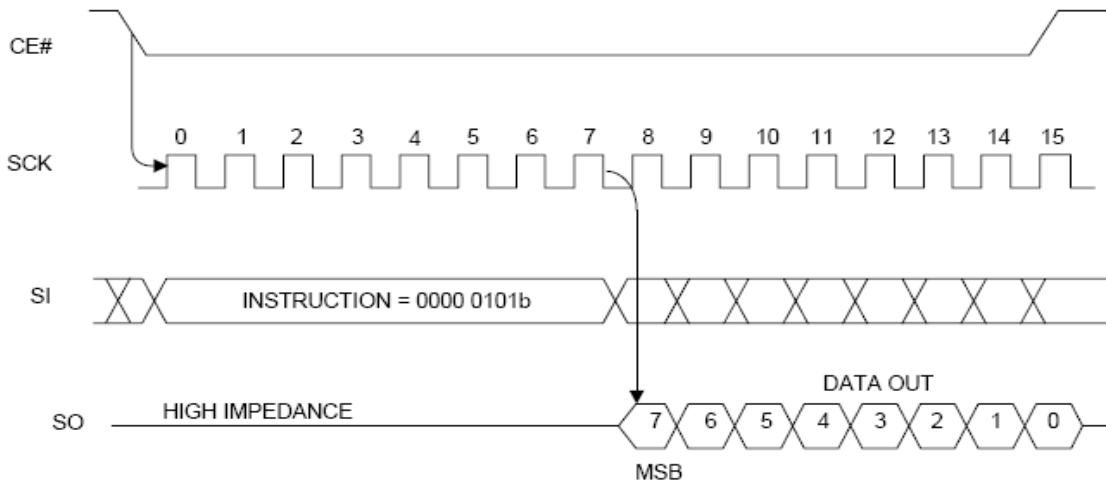 CE#
0 1 2 3 4 5 6 7 8 9 10 11 12 13 14 15
SCK
SI INSTRUCTION = 0000 0101b
DATA OUT
HIGH IMPEDANCE
SO 7 6 5 4 3 2 1 0
MSB